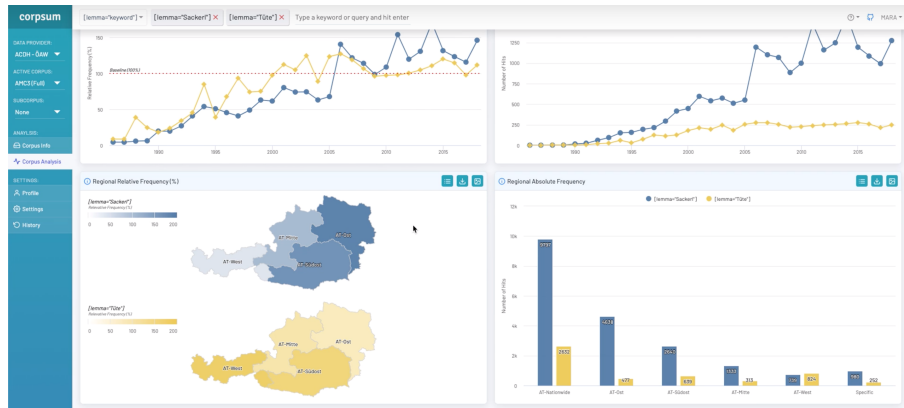 corpsum
[lemma="keyword"]
[lemma="Sackerl"] ×
[lemma="Tüte"] ×
Type a keyword or query and hit enter
MARA
DATA PROVIDER:
ACDH - ÖAW
ACTIVE CORPUS:
AMC3 (Full)
SUBCORPUS:
None
ANAYLSIS:
Corpus Info
Corpus Analysis
SETTINGS:
Profile
Settings
History
Relative Frequency (%)
150
100
50
0
Baseline (100%)
1990
1995
2000
2005
2010
2015
Number of Hits
1250
1000
750
500
250
0
1990
1995
2000
2005
2010
2015
Regional Relative Frequency (%)
[lemma="Sackerl"]
Relative Frequency (%)
0 50 100 150 200
AT-West
AT-Mitte
AT-Ost
AT-Südost
[lemma="Tüte"]
Relative Frequency (%)
0 50 100 150 200
AT-West
AT-Mitte
AT-Ost
AT-Südost
Regional Absolute Frequency
[lemma="Sackerl"]
[lemma="Tüte"]
Number of Hits
12k
10k
8k
6k
4k
2k
0
2632
4638
477
313
824
252
AT-Nationwide
AT-Ost
AT-Südost
AT-Mitte
AT-West
Specific